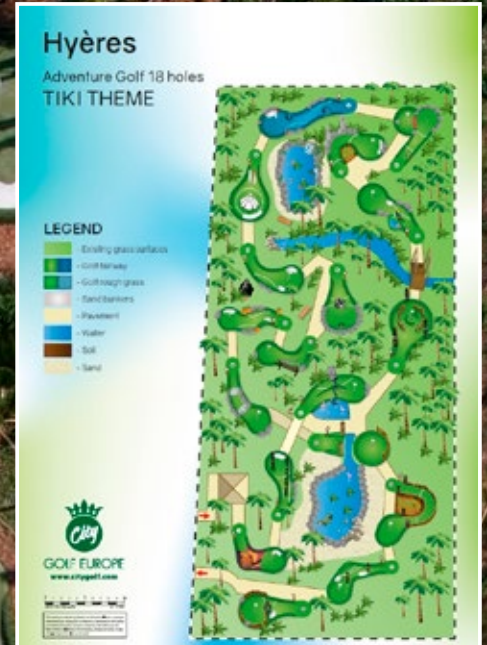 Hyères
Adventure Golf 18 holes
TIKI THEME
LEGEND
- Existing grass surfaces
- Golf fairway
- Golf rough grass
- Sand bunkers
- Pavement
- Water
- Soil
- Sand
City
GOLF EUROPE
www.citygolf.com